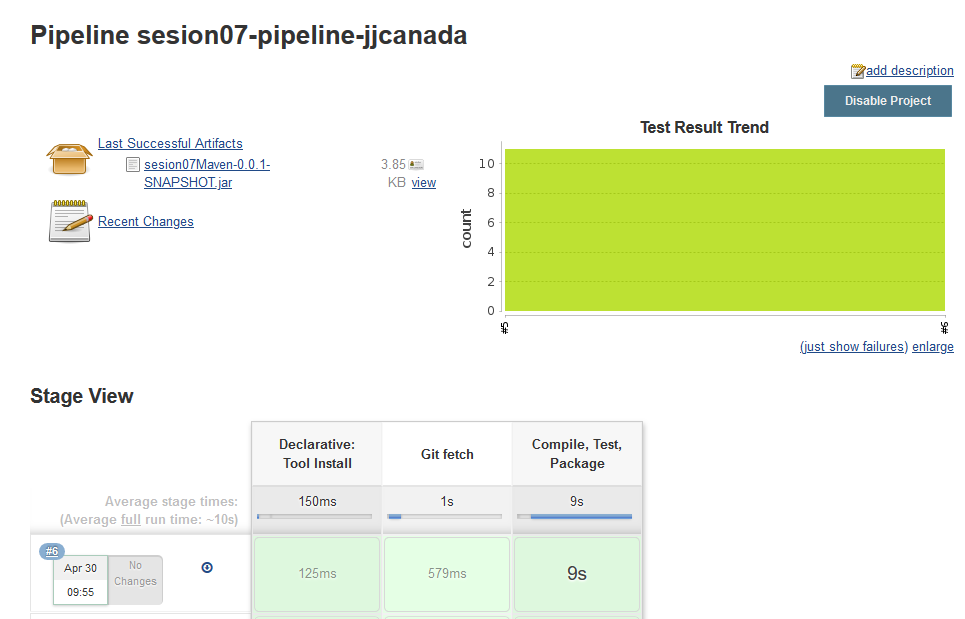 Pipeline sesion07-pipeline-jjcanada
add description
Disable Project
Last Successful Artifacts
sesion07Maven-0.0.1-
SNAPSHOT.jar
3.85
KB view
Recent Changes
Test Result Trend
count
10
8
6
4
2
0
#5
#6
(just show failures) enlarge
Stage View
Declarative:
Tool Install
Git fetch
Compile, Test,
Package
Average stage times:
(Average full run time: ~10s)
150ms
1s
9s
#6
Apr 30
09:55
No
Changes
125ms
579ms
9s